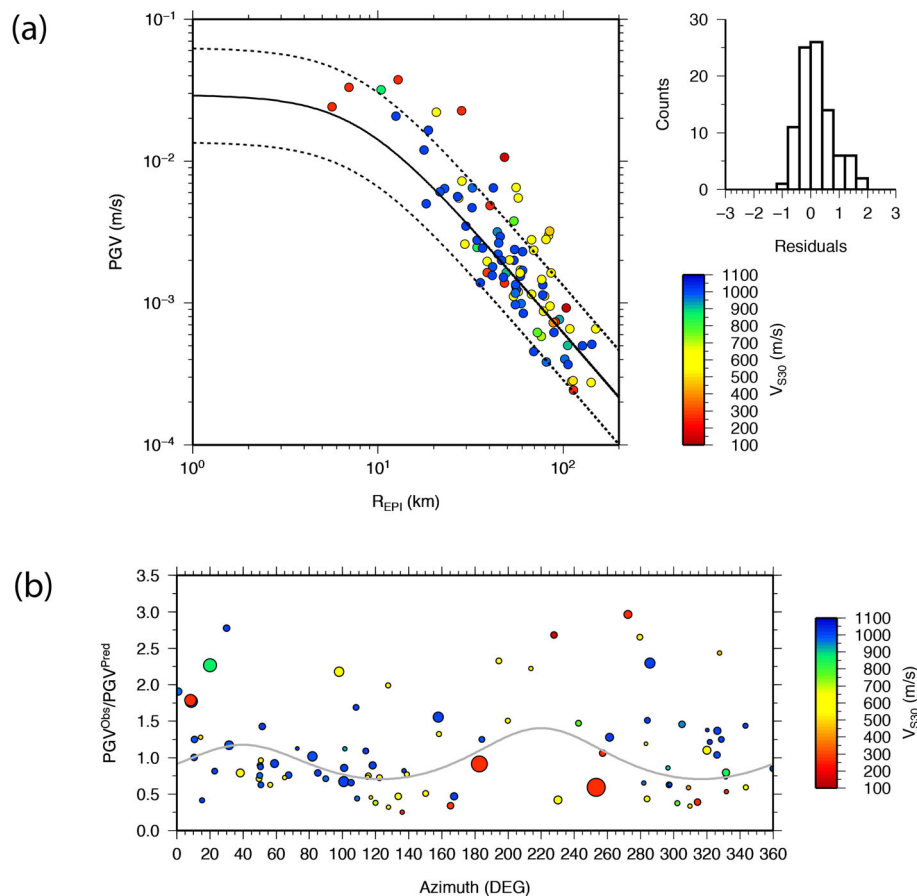 (a)
10⁻¹
10⁻²
10⁻³
10⁻⁴
PGV (m/s)
10⁰ 10¹ 10²
R_EPI (km)
30
20
10
0
Counts
−3 −2 −1 0 1 2 3
Residuals
1100
1000
900
800
700
600
500
400
300
200
100
V_S30 (m/s)
(b)
3.5
3.0
2.5
2.0
1.5
1.0
0.5
0.0
PGV^Obs/PGV^Pred
0 20 40 60 80 100 120 140 160 180 200 220 240 260 280 300 320 340 360
Azimuth (DEG)
1100
1000
900
800
700
600
500
400
300
200
100
V_S30 (m/s)